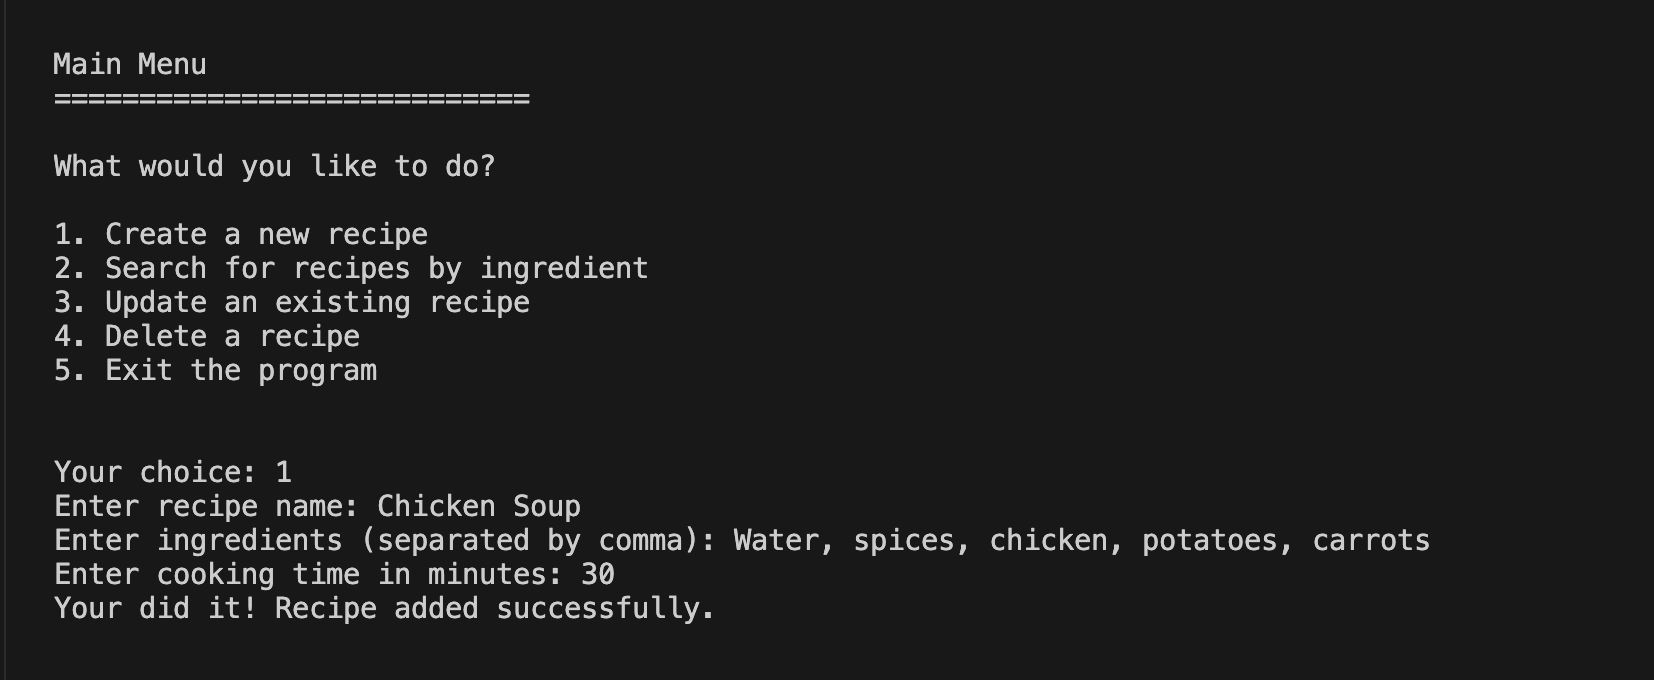 Main Menu
============================
What would you like to do?
1. Create a new recipe
2. Search for recipes by ingredient
3. Update an existing recipe
4. Delete a recipe
5. Exit the program
Your choice: 1
Enter recipe name: Chicken Soup
Enter ingredients (separated by comma): Water, spices, chicken, potatoes, carrots
Enter cooking time in minutes: 30
Your did it! Recipe added successfully.